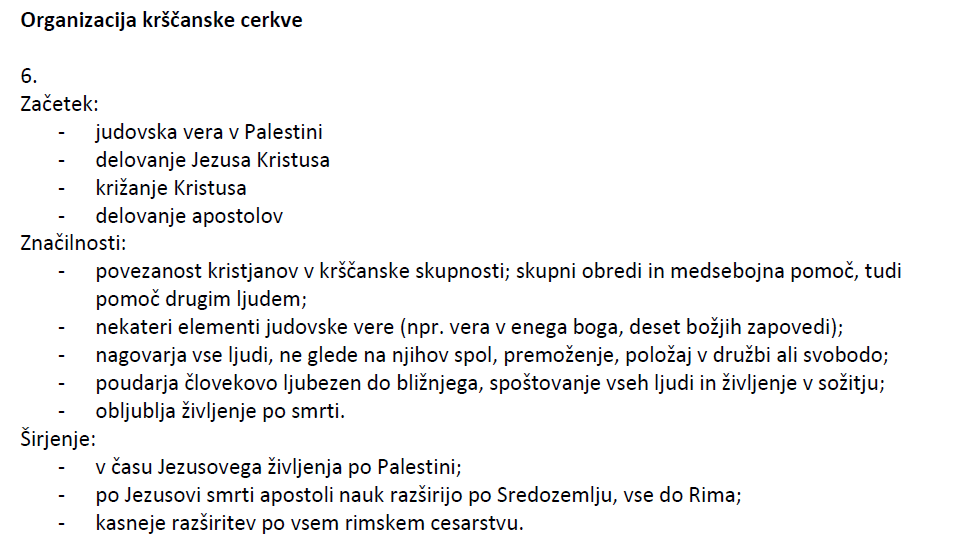 Organizacija krščanske cerkve
6.
Začetek:
- judovska vera v Palestini
- delovanje Jezusa Kristusa
- križanje Kristusa
- delovanje apostolov
Značilnosti:
- povezanost kristjanov v krščanske skupnosti; skupni obredi in medsebojna pomoč, tudi
pomoč drugim ljudem;
- nekateri elementi judovske vere (npr. vera v enega boga, deset božjih zapovedi);
- nagovarja vse ljudi, ne glede na njihov spol, premoženje, položaj v družbi ali svobodo;
- poudarja človekovo ljubezen do bližnjega, spoštovanje vseh ljudi in življenje v sožitju;
- obljublja življenje po smrti.
Širjenje:
- v času Jezusovega življenja po Palestini;
- po Jezusovi smrti apostoli nauk razširijo po Sredozemlju, vse do Rima;
- kasneje razširitev po vsem rimskem cesarstvu.